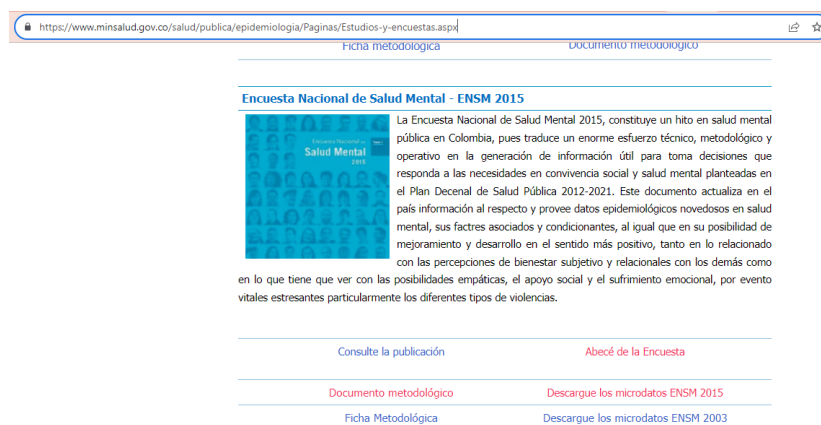 https://www.minsalud.gov.co/salud/publica/epidemiologia/Paginas/Estudios-y-encuestas.aspx
Ficha metodológica
Documento metodológico
Encuesta Nacional de Salud Mental - ENSM 2015
Encuesta Nacional de
Salud Mental
2015
La Encuesta Nacional de Salud Mental 2015, constituye un hito en salud mental
pública en Colombia, pues traduce un enorme esfuerzo técnico, metodológico y
operativo en la generación de información útil para toma decisiones que
responda a las necesidades en convivencia social y salud mental planteadas en
el Plan Decenal de Salud Pública 2012-2021. Este documento actualiza en el
país información al respecto y provee datos epidemiológicos novedosos en salud
mental, sus factres asociados y condicionantes, al igual que en su posibilidad de
mejoramiento y desarrollo en el sentido más positivo, tanto en lo relacionado
con las percepciones de bienestar subjetivo y relacionales con los demás como
en lo que tiene que ver con las posibilidades empáticas, el apoyo social y el sufrimiento emocional, por evento
vitales estresantes particularmente los diferentes tipos de violencias.
Consulte la publicación
Abecé de la Encuesta
Documento metodológico
Descargue los microdatos ENSM 2015
Ficha Metodológica
Descargue los microdatos ENSM 2003